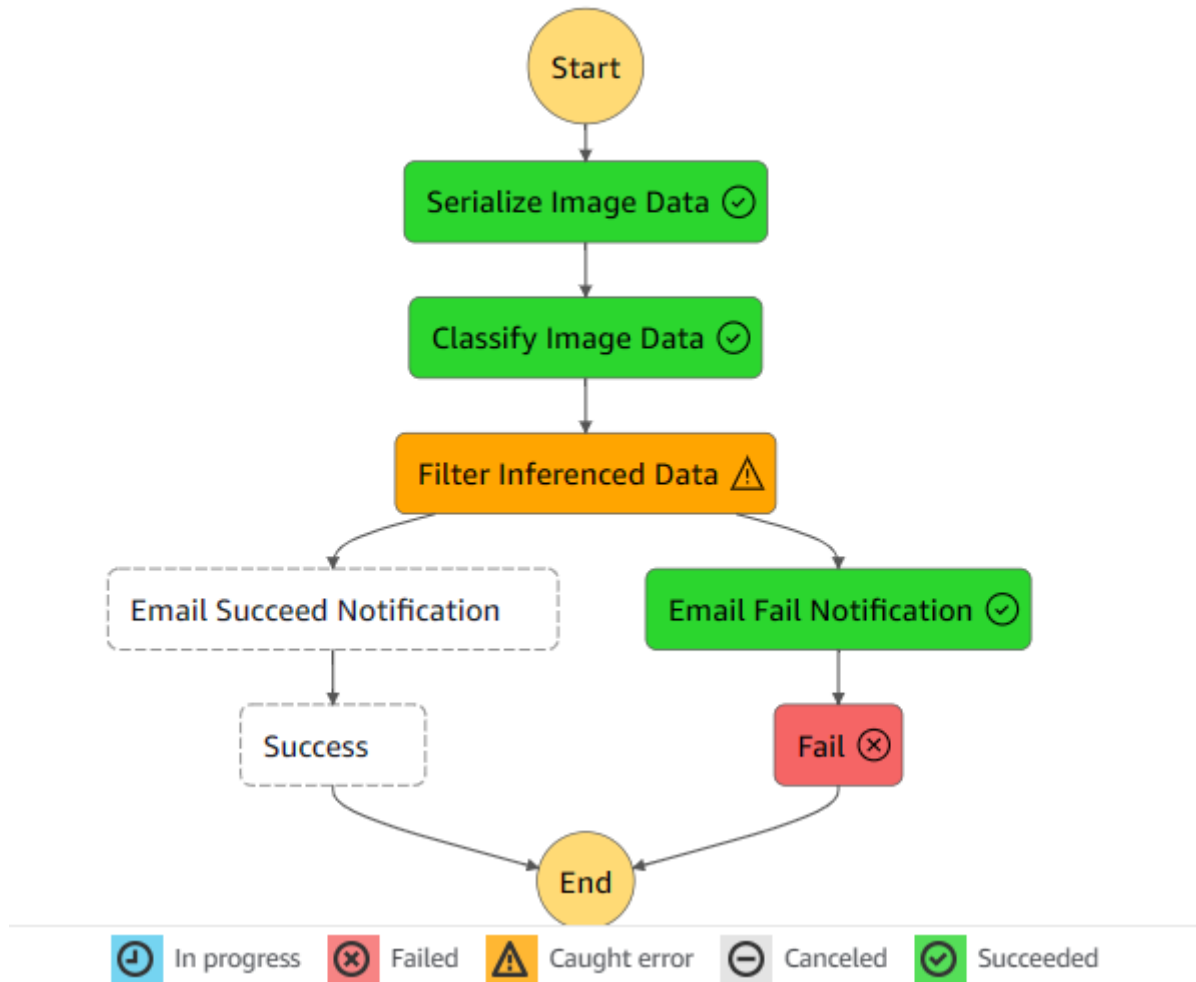 Start
Serialize Image Data
Classify Image Data
Filter Inferenced Data
Email Succeed Notification
Email Fail Notification
Success
Fail
End
In progress Failed Caught error Canceled Succeeded